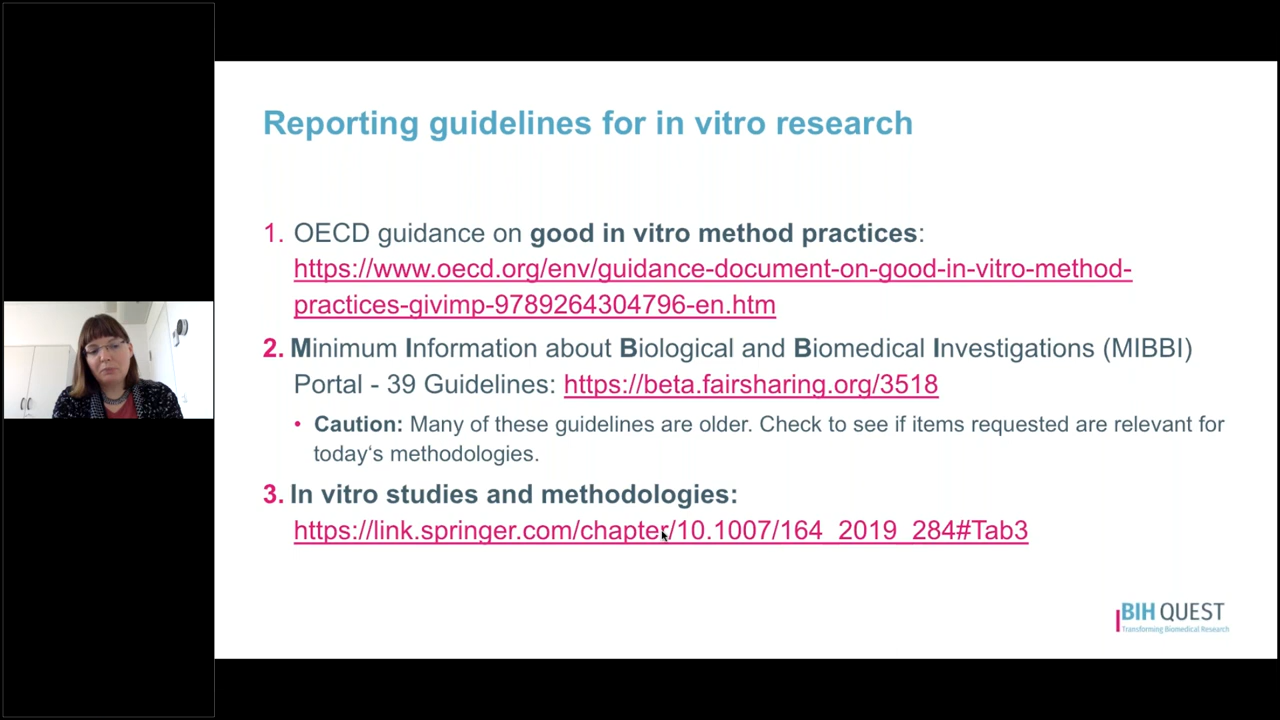 Reporting guidelines for in vitro research
1. OECD guidance on good in vitro method practices:
https://www.oecd.org/env/guidance-document-on-good-in-vitro-method-
practices-givimp-9789264304796-en.htm
2. Minimum Information about Biological and Biomedical Investigations (MIBBI)
Portal - 39 Guidelines: https://beta.fairsharing.org/3518
• Caution: Many of these guidelines are older. Check to see if items requested are relevant for
today‘s methodologies.
3. In vitro studies and methodologies:
https://link.springer.com/chapter/10.1007/164_2019_284#Tab3
BIH QUEST
Transforming Biomedical Research